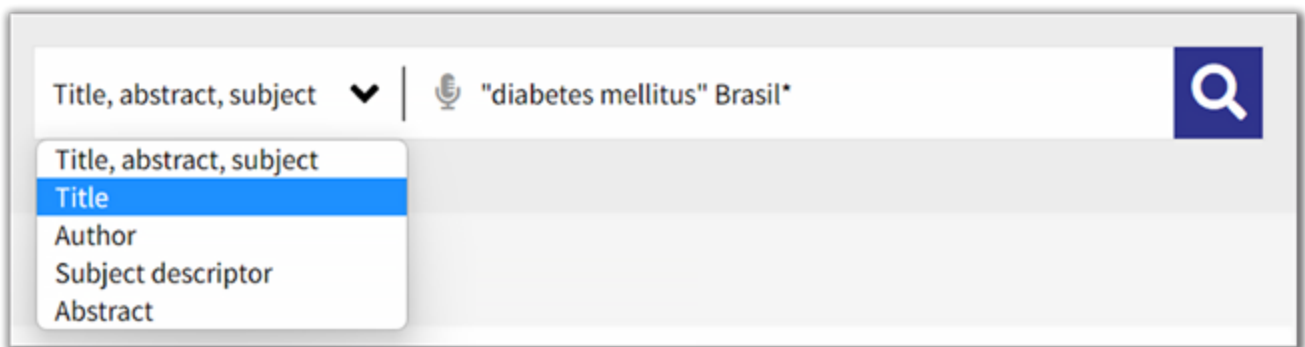 Title, abstract, subject "diabetes mellitus" Brasil*
Title, abstract, subject
Title
Author
Subject descriptor
Abstract